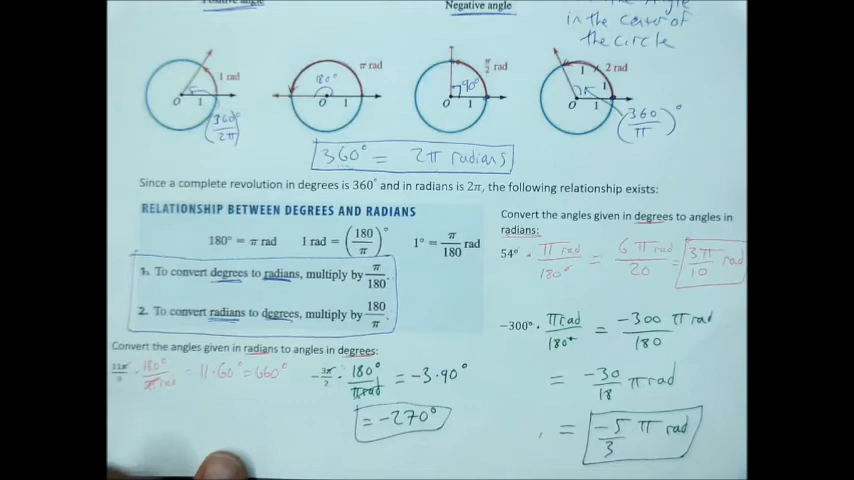 Positive angle
Negative angle
in the center of
the circle
1 rad
O
1
(360°/2π)
180°
π rad
O
1
90°
π/2 rad
O
1
1
2 rad
1
O
1
(360/π)°
360° = 2π radians
Since a complete revolution in degrees is 360° and in radians is 2π, the following relationship exists:
RELATIONSHIP BETWEEN DEGREES AND RADIANS
180° = π rad 1 rad = (180/π)° 1° = π/180 rad
1. To convert degrees to radians, multiply by π/180.
2. To convert radians to degrees, multiply by 180/π.
Convert the angles given in radians to angles in degrees:
11π/3 · 180°/π rad = 11·60° = 660°
-3π/2 · 180°/π rad = -3·90°
= -270°
Convert the angles given in degrees to angles in
radians:
54° · π rad/180° = 6 π rad/20 = 3π/10 rad
-300° · π rad/180° = -300 π rad/180
= -30/18 π rad
= -5/3 π rad